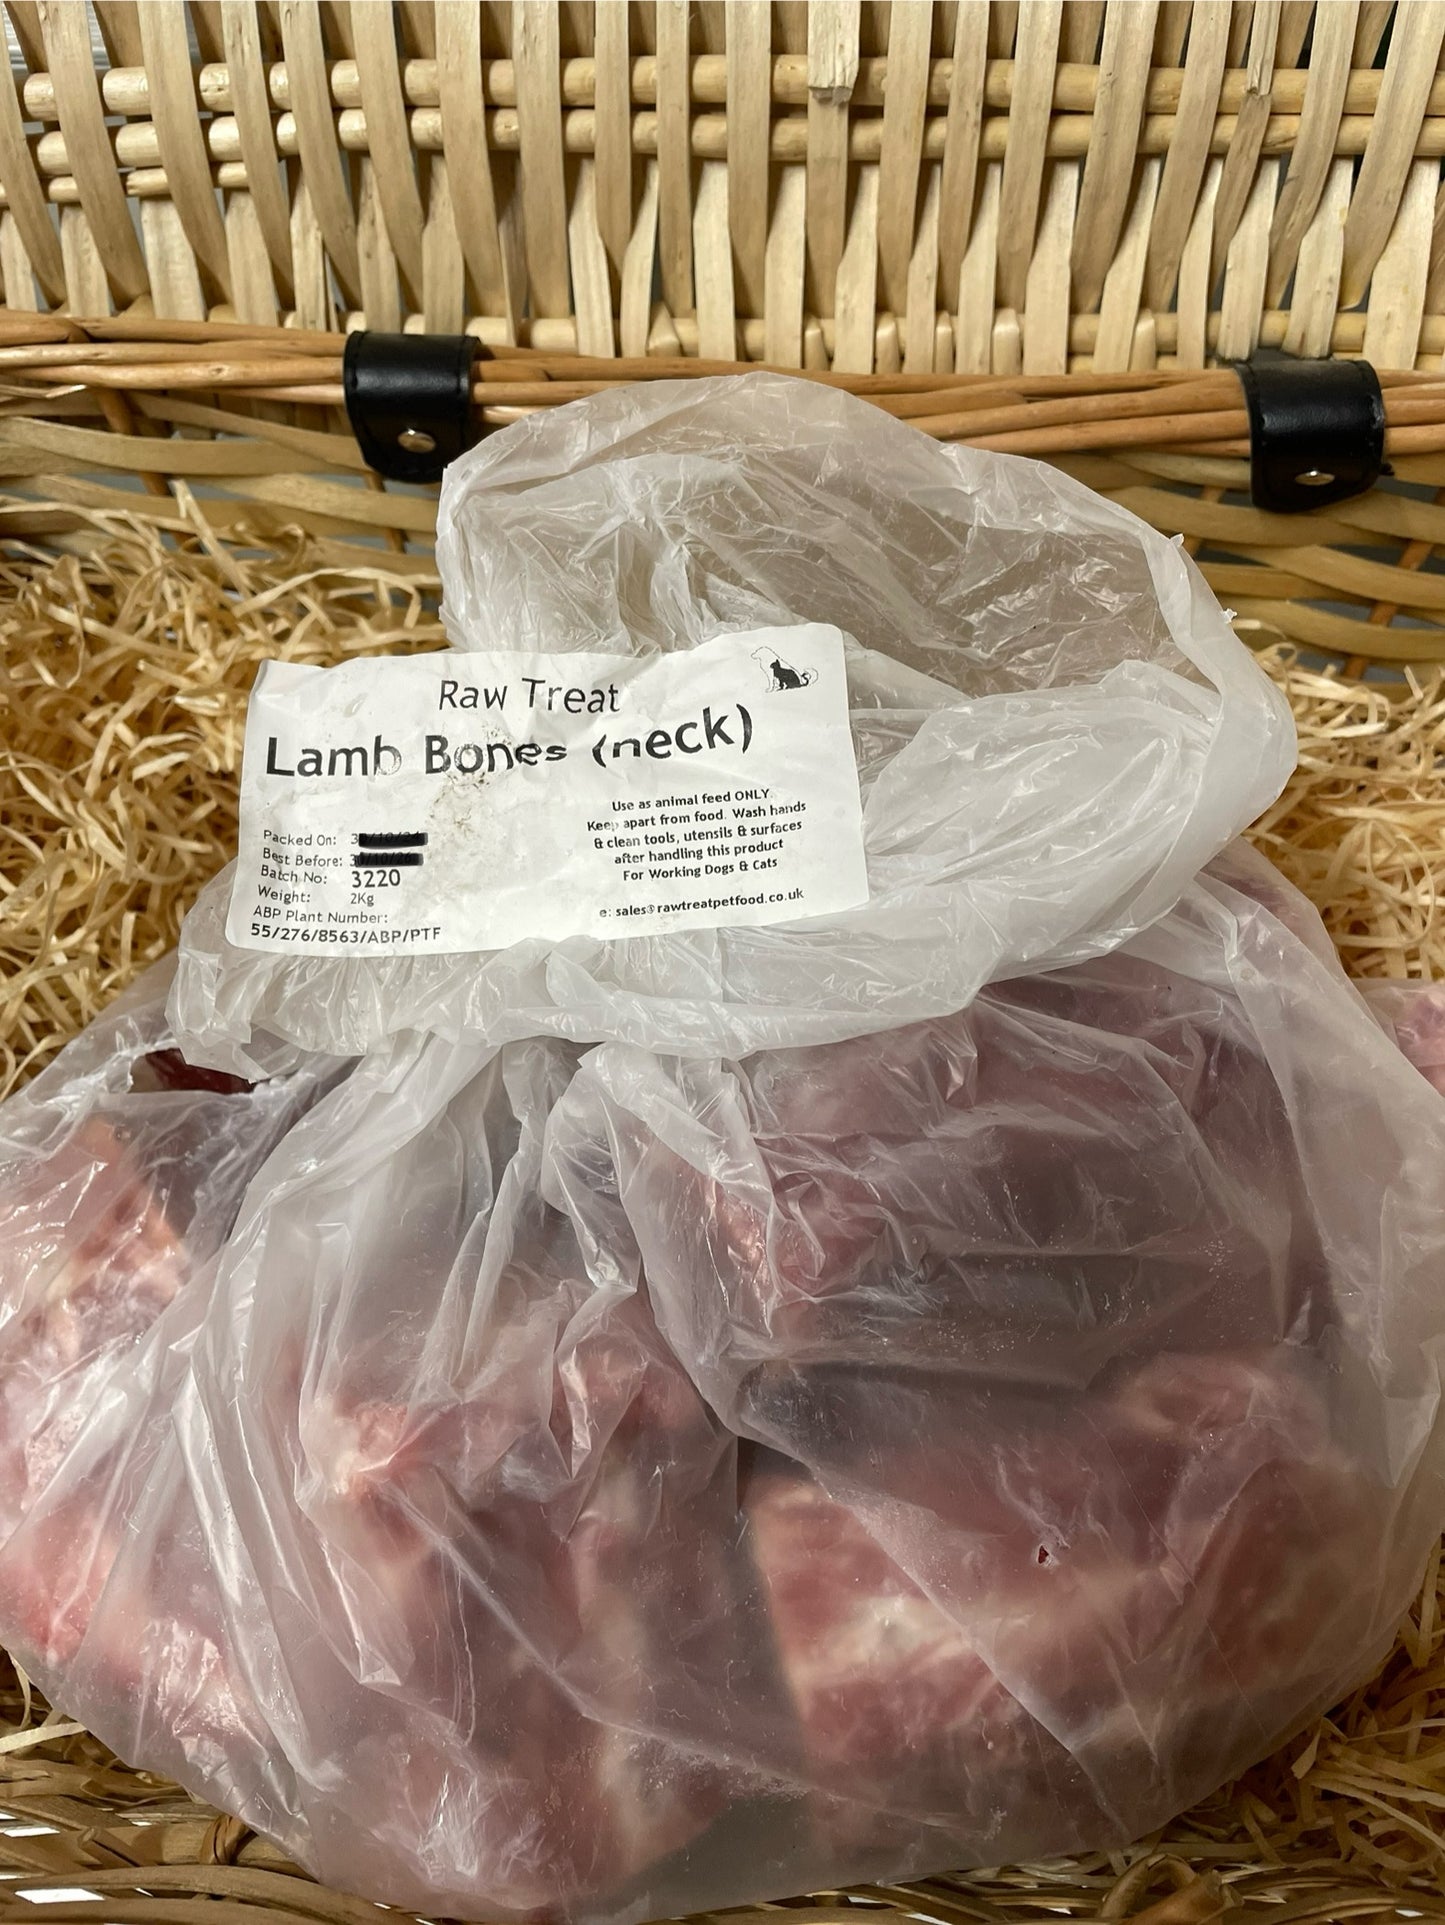 Raw Treat
Lamb Bones (neck)
Packed On:
Best Before:
Batch No: 3220
Weight: 2Kg
ABP Plant Number:
55/276/8563/ABP/PTF
Use as animal feed ONLY.
Keep apart from food. Wash hands
& clean tools, utensils & surfaces
after handling this product
For Working Dogs & Cats
e: sales@rawtreatpetfood.co.uk